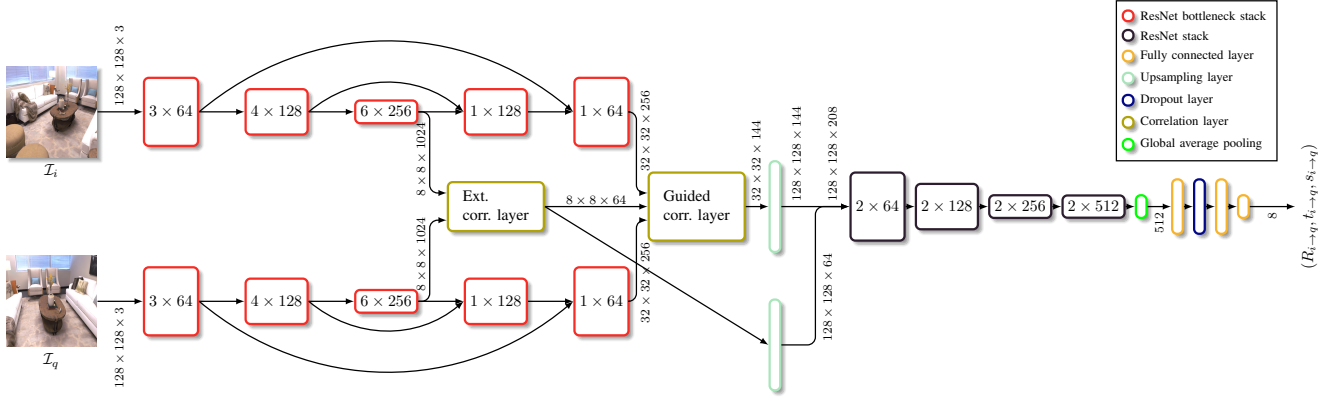 ResNet bottleneck stack
ResNet stack
Fully connected layer
Upsampling layer
Dropout layer
Correlation layer
Global average pooling
128 × 128 × 3
3 × 64
4 × 128
6 × 256
1 × 128
1 × 64
ℐᵢ
8 × 8 × 1024
32 × 32 × 256
Ext.
corr. layer
8 × 8 × 64
Guided
corr. layer
32 × 32 × 144
128 × 128 × 144
128 × 128 × 208
2 × 64
2 × 128
2 × 256
2 × 512
512
8
(R_{i→q}, t_{i→q}, s_{i←q})
8 × 8 × 1024
32 × 32 × 256
128 × 128 × 64
3 × 64
4 × 128
6 × 256
1 × 128
1 × 64
ℐ_q
128 × 128 × 3